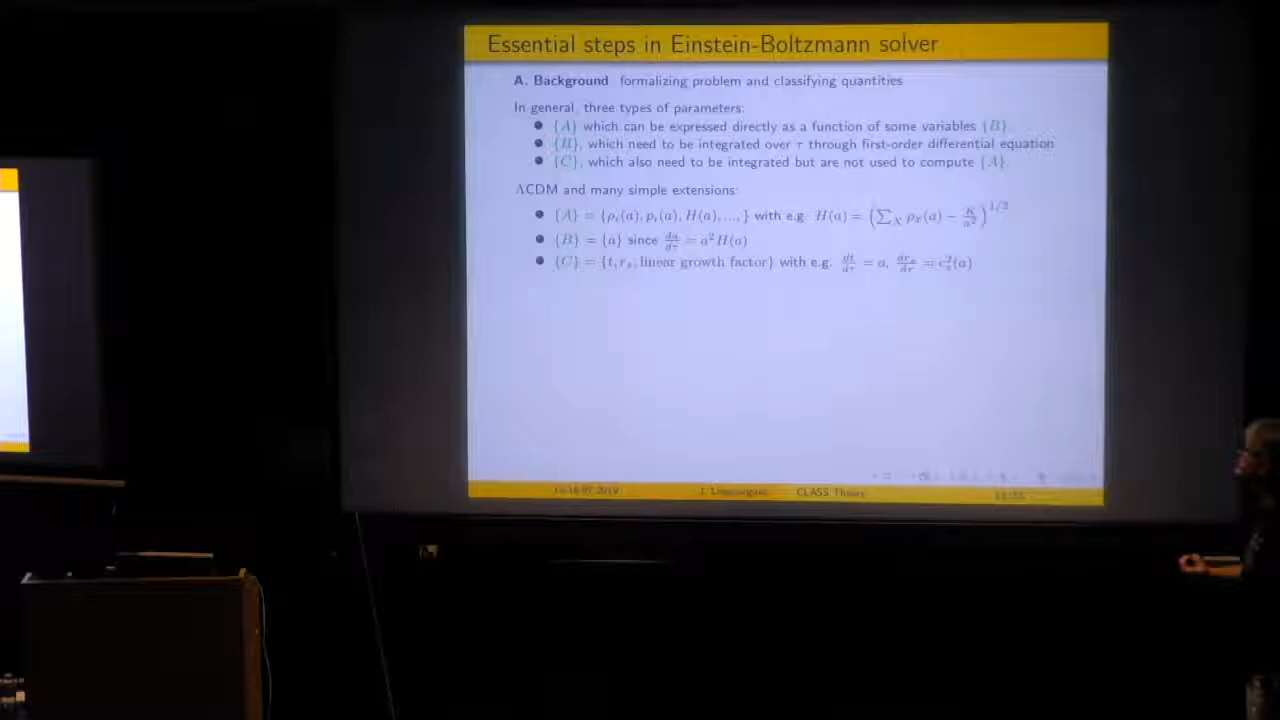 Essential steps in Einstein-Boltzmann solver
A. Background formalizing problem and classifying quantities
In general, three types of parameters:
● {A} which can be expressed directly as a function of some variables {B}.
● {B}, which need to be integrated over τ through first-order differential equation
● {C}, which also need to be integrated but are not used to compute {A}.
ΛCDM and many simple extensions:
● {A} = {ρᵢ(a), pᵢ(a), H(a), ..., } with e.g. H(a) = (∑_X ρ_X(a) − K/a²)^{1/2}
● {B} = {a} since da/dτ = a²H(a)
● {C} = {t, rₛ, linear growth factor} with e.g. dt/dτ = a, drₛ/dτ = cₛ²(a)
CLASS Theory